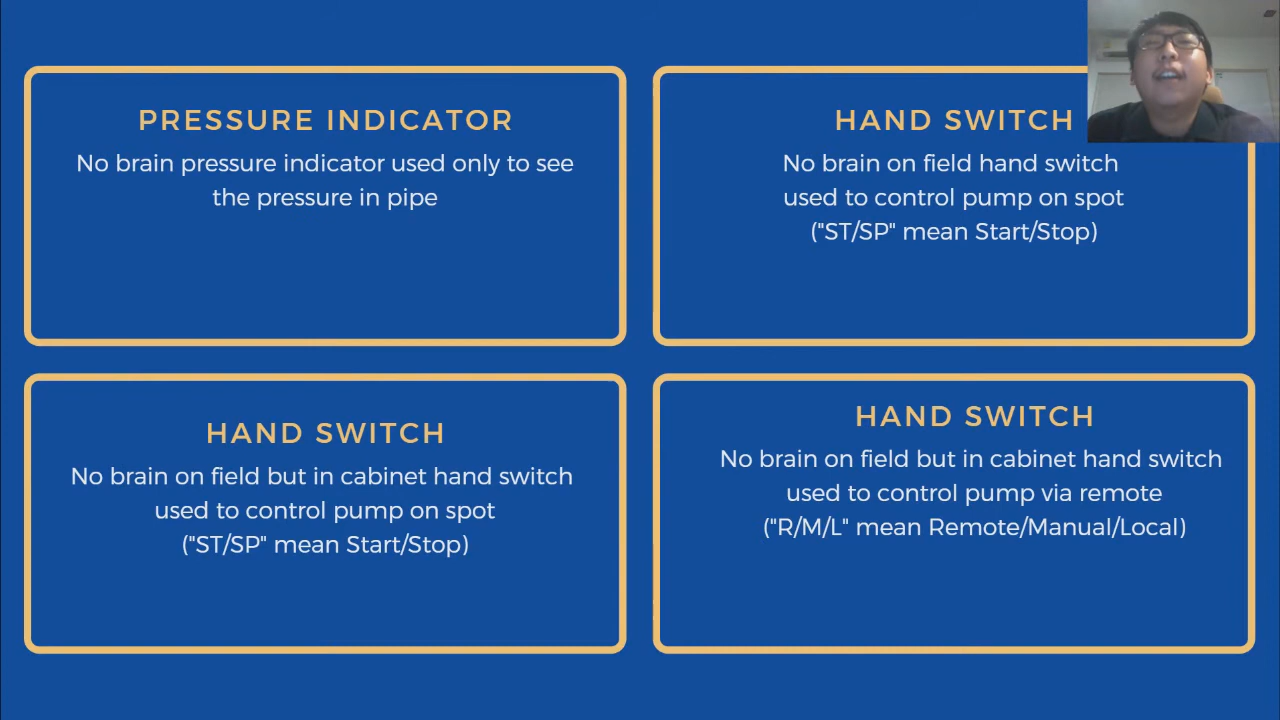 PRESSURE INDICATOR
No brain pressure indicator used only to see
the pressure in pipe
HAND SWITCH
No brain on field hand switch
used to control pump on spot
("ST/SP" mean Start/Stop)
HAND SWITCH
No brain on field but in cabinet hand switch
used to control pump on spot
("ST/SP" mean Start/Stop)
HAND SWITCH
No brain on field but in cabinet hand switch
used to control pump via remote
("R/M/L" mean Remote/Manual/Local)